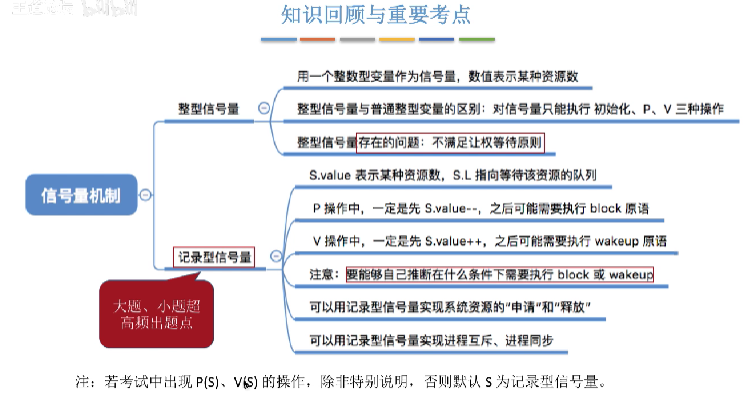 知识回顾与重要考点
用一个整数型变量作为信号量，数值表示某种资源数
整型信号量
整型信号量与普通整型变量的区别：对信号量只能执行 初始化、P、V 三种操作
整型信号量存在的问题：不满足让权等待原则
信号量机制
S.value 表示某种资源数，S.L 指向等待该资源的队列
P 操作中，一定是先 S.value--，之后可能需要执行 block 原语
V 操作中，一定是先 S.value++，之后可能需要执行 wakeup 原语
记录型信号量
注意：要能够自己推断在什么条件下需要执行 block 或 wakeup
可以用记录型信号量实现系统资源的“申请”和“释放”
可以用记录型信号量实现进程互斥、进程同步
大题、小题超
高频出题点
注：若考试中出现 P(S)、V(S) 的操作，除非特别说明，否则默认 S 为记录型信号量。